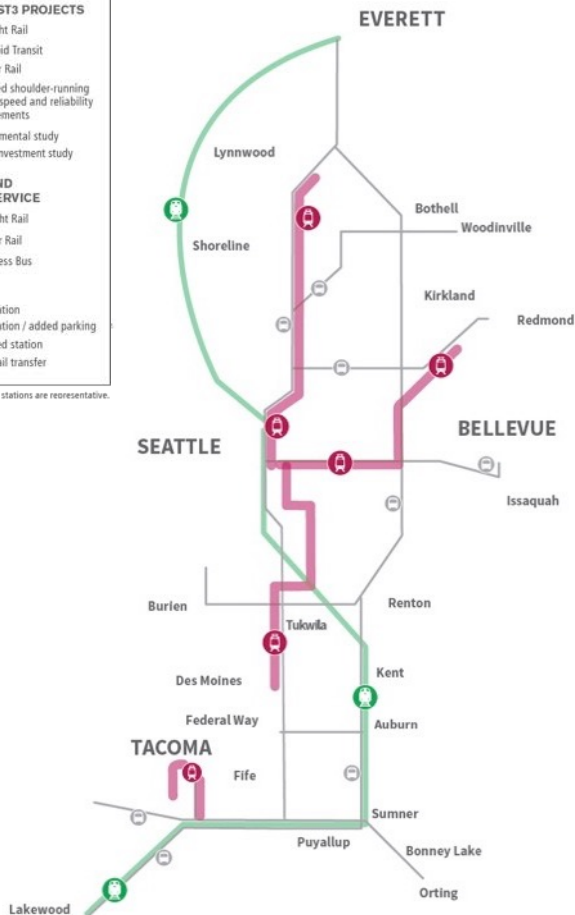 ST3 PROJECTS
ht Rail
id Transit
r Rail
ed shoulder-running
speed and reliability
ements
mental study
nvestment study
ND
ERVICE
ht Rail
r Rail
ess Bus
ation
ation / added parking
ed station
ail transfer
stations are representative.
EVERETT
Lynnwood
Bothell
Woodinville
Shoreline
Kirkland
Redmond
SEATTLE
BELLEVUE
Issaquah
Burien
Renton
Tukwila
Kent
Des Moines
Federal Way
Auburn
TACOMA
Fife
Sumner
Puyallup
Bonney Lake
Orting
Lakewood